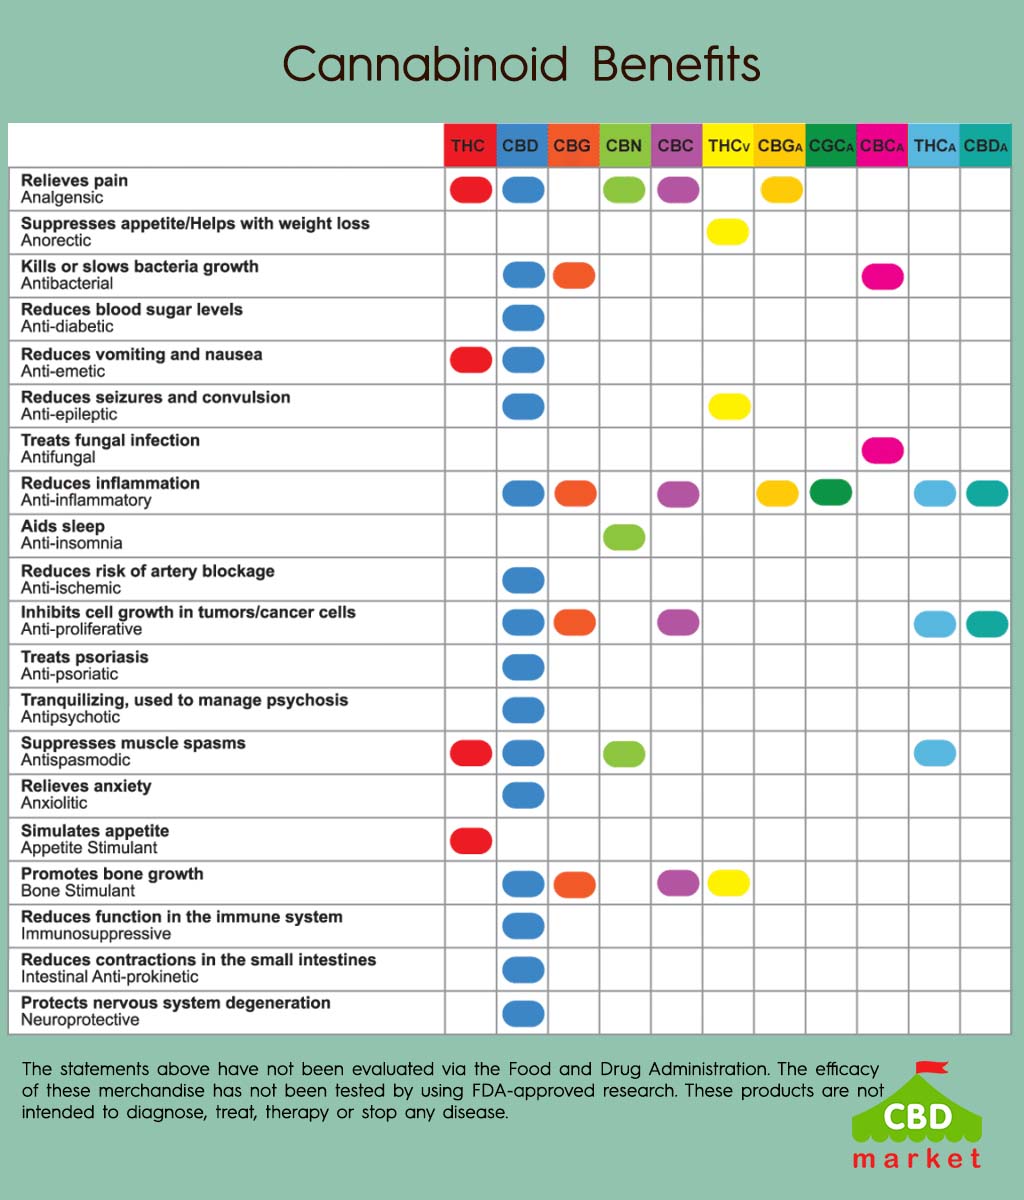 Cannabinoid Benefits
THC CBD CBG CBN CBC THCV CBGA CGCA CBCA THCA CBDA
Relieves pain
Analgensic
Suppresses appetite/Helps with weight loss
Anorectic
Kills or slows bacteria growth
Antibacterial
Reduces blood sugar levels
Anti-diabetic
Reduces vomiting and nausea
Anti-emetic
Reduces seizures and convulsion
Anti-epileptic
Treats fungal infection
Antifungal
Reduces inflammation
Anti-inflammatory
Aids sleep
Anti-insomnia
Reduces risk of artery blockage
Anti-ischemic
Inhibits cell growth in tumors/cancer cells
Anti-proliferative
Treats psoriasis
Anti-psoriatic
Tranquilizing, used to manage psychosis
Antipsychotic
Suppresses muscle spasms
Antispasmodic
Relieves anxiety
Anxiolitic
Simulates appetite
Appetite Stimulant
Promotes bone growth
Bone Stimulant
Reduces function in the immune system
Immunosuppressive
Reduces contractions in the small intestines
Intestinal Anti-prokinetic
Protects nervous system degeneration
Neuroprotective
The statements above have not been evaluated via the Food and Drug Administration. The efficacy
of these merchandise has not been tested by using FDA-approved research. These products are not
intended to diagnose, treat, therapy or stop any disease.
CBD
market